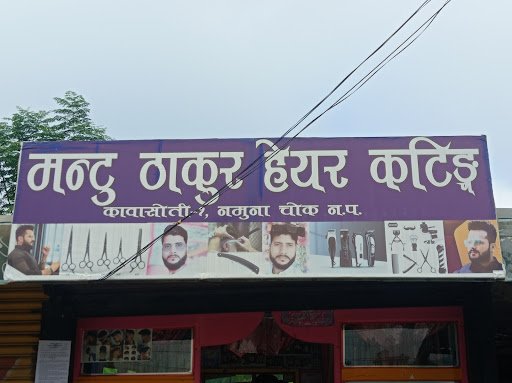 मन्टु ठाकुर हेयर कटिङ्ग
कावासोती-२, नमुना चोक न.प.